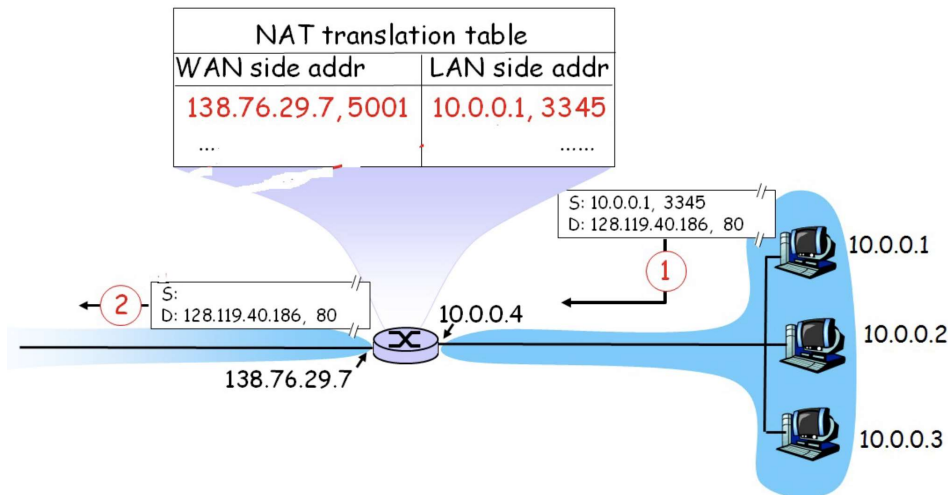 NAT translation table
WAN side addr LAN side addr
138.76.29.7, 5001 10.0.0.1, 3345
.... ......
S: 10.0.0.1, 3345
D: 128.119.40.186, 80
1
10.0.0.1
2
S:
D: 128.119.40.186, 80
10.0.0.4
10.0.0.2
138.76.29.7
10.0.0.3